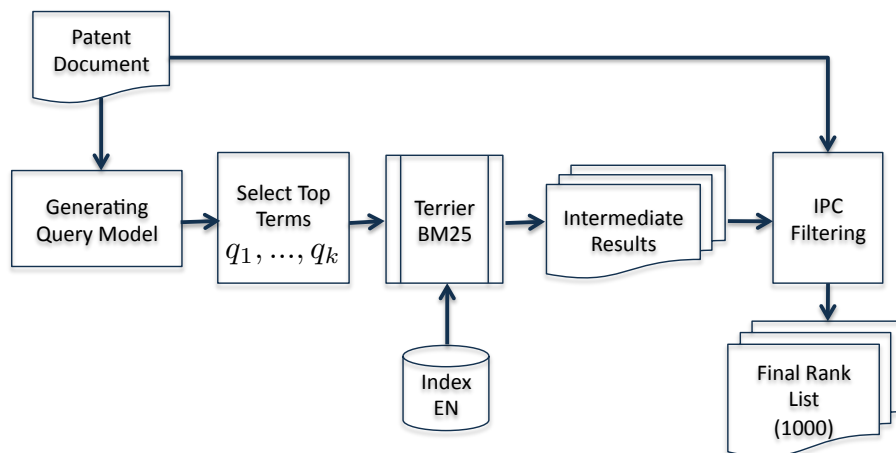 Patent
Document
Generating
Query Model
Select Top
Terms
q₁, ..., qₖ
Terrier
BM25
Intermediate
Results
IPC
Filtering
Index
EN
Final Rank
List
(1000)